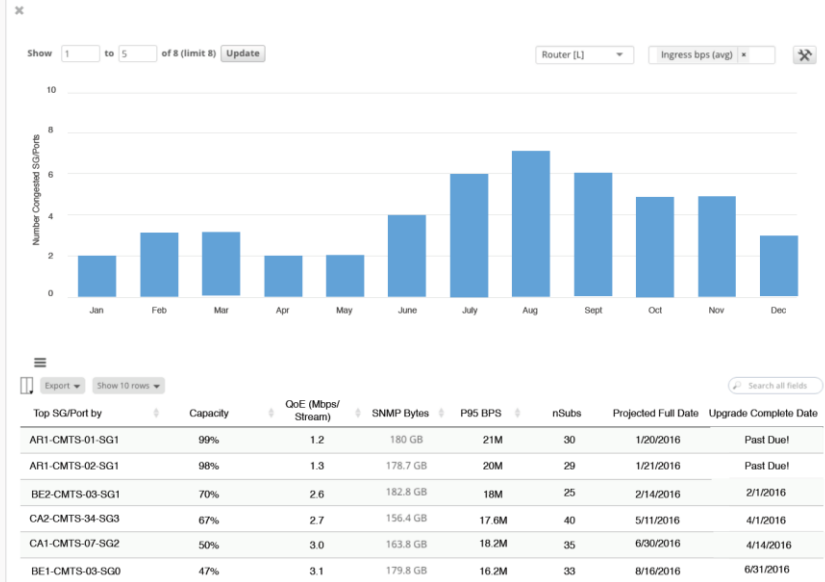 Show 1 to 5 of 8 (limit 8) Update Router [L] Ingress bps (avg) ×
10
8
6
4
2
0
Number Congested SG/Ports
Jan Feb Mar Apr May June July Aug Sept Oct Nov Dec
Export Show 10 rows Search all fields
Top SG/Port by Capacity QoE (Mbps/ Stream) SNMP Bytes P95 BPS nSubs Projected Full Date Upgrade Complete Date
AR1-CMTS-01-SG1 99% 1.2 180 GB 21M 30 1/20/2016 Past Due!
AR1-CMTS-02-SG1 98% 1.3 178.7 GB 20M 29 1/21/2016 Past Due!
BE2-CMTS-03-SG1 70% 2.6 182.8 GB 18M 25 2/14/2016 2/1/2016
CA2-CMTS-34-SG3 67% 2.7 156.4 GB 17.6M 40 5/11/2016 4/1/2016
CA1-CMTS-07-SG2 50% 3.0 163.8 GB 18.2M 35 6/30/2016 4/14/2016
BE1-CMTS-03-SG0 47% 3.1 179.8 GB 16.2M 33 8/16/2016 6/31/2016